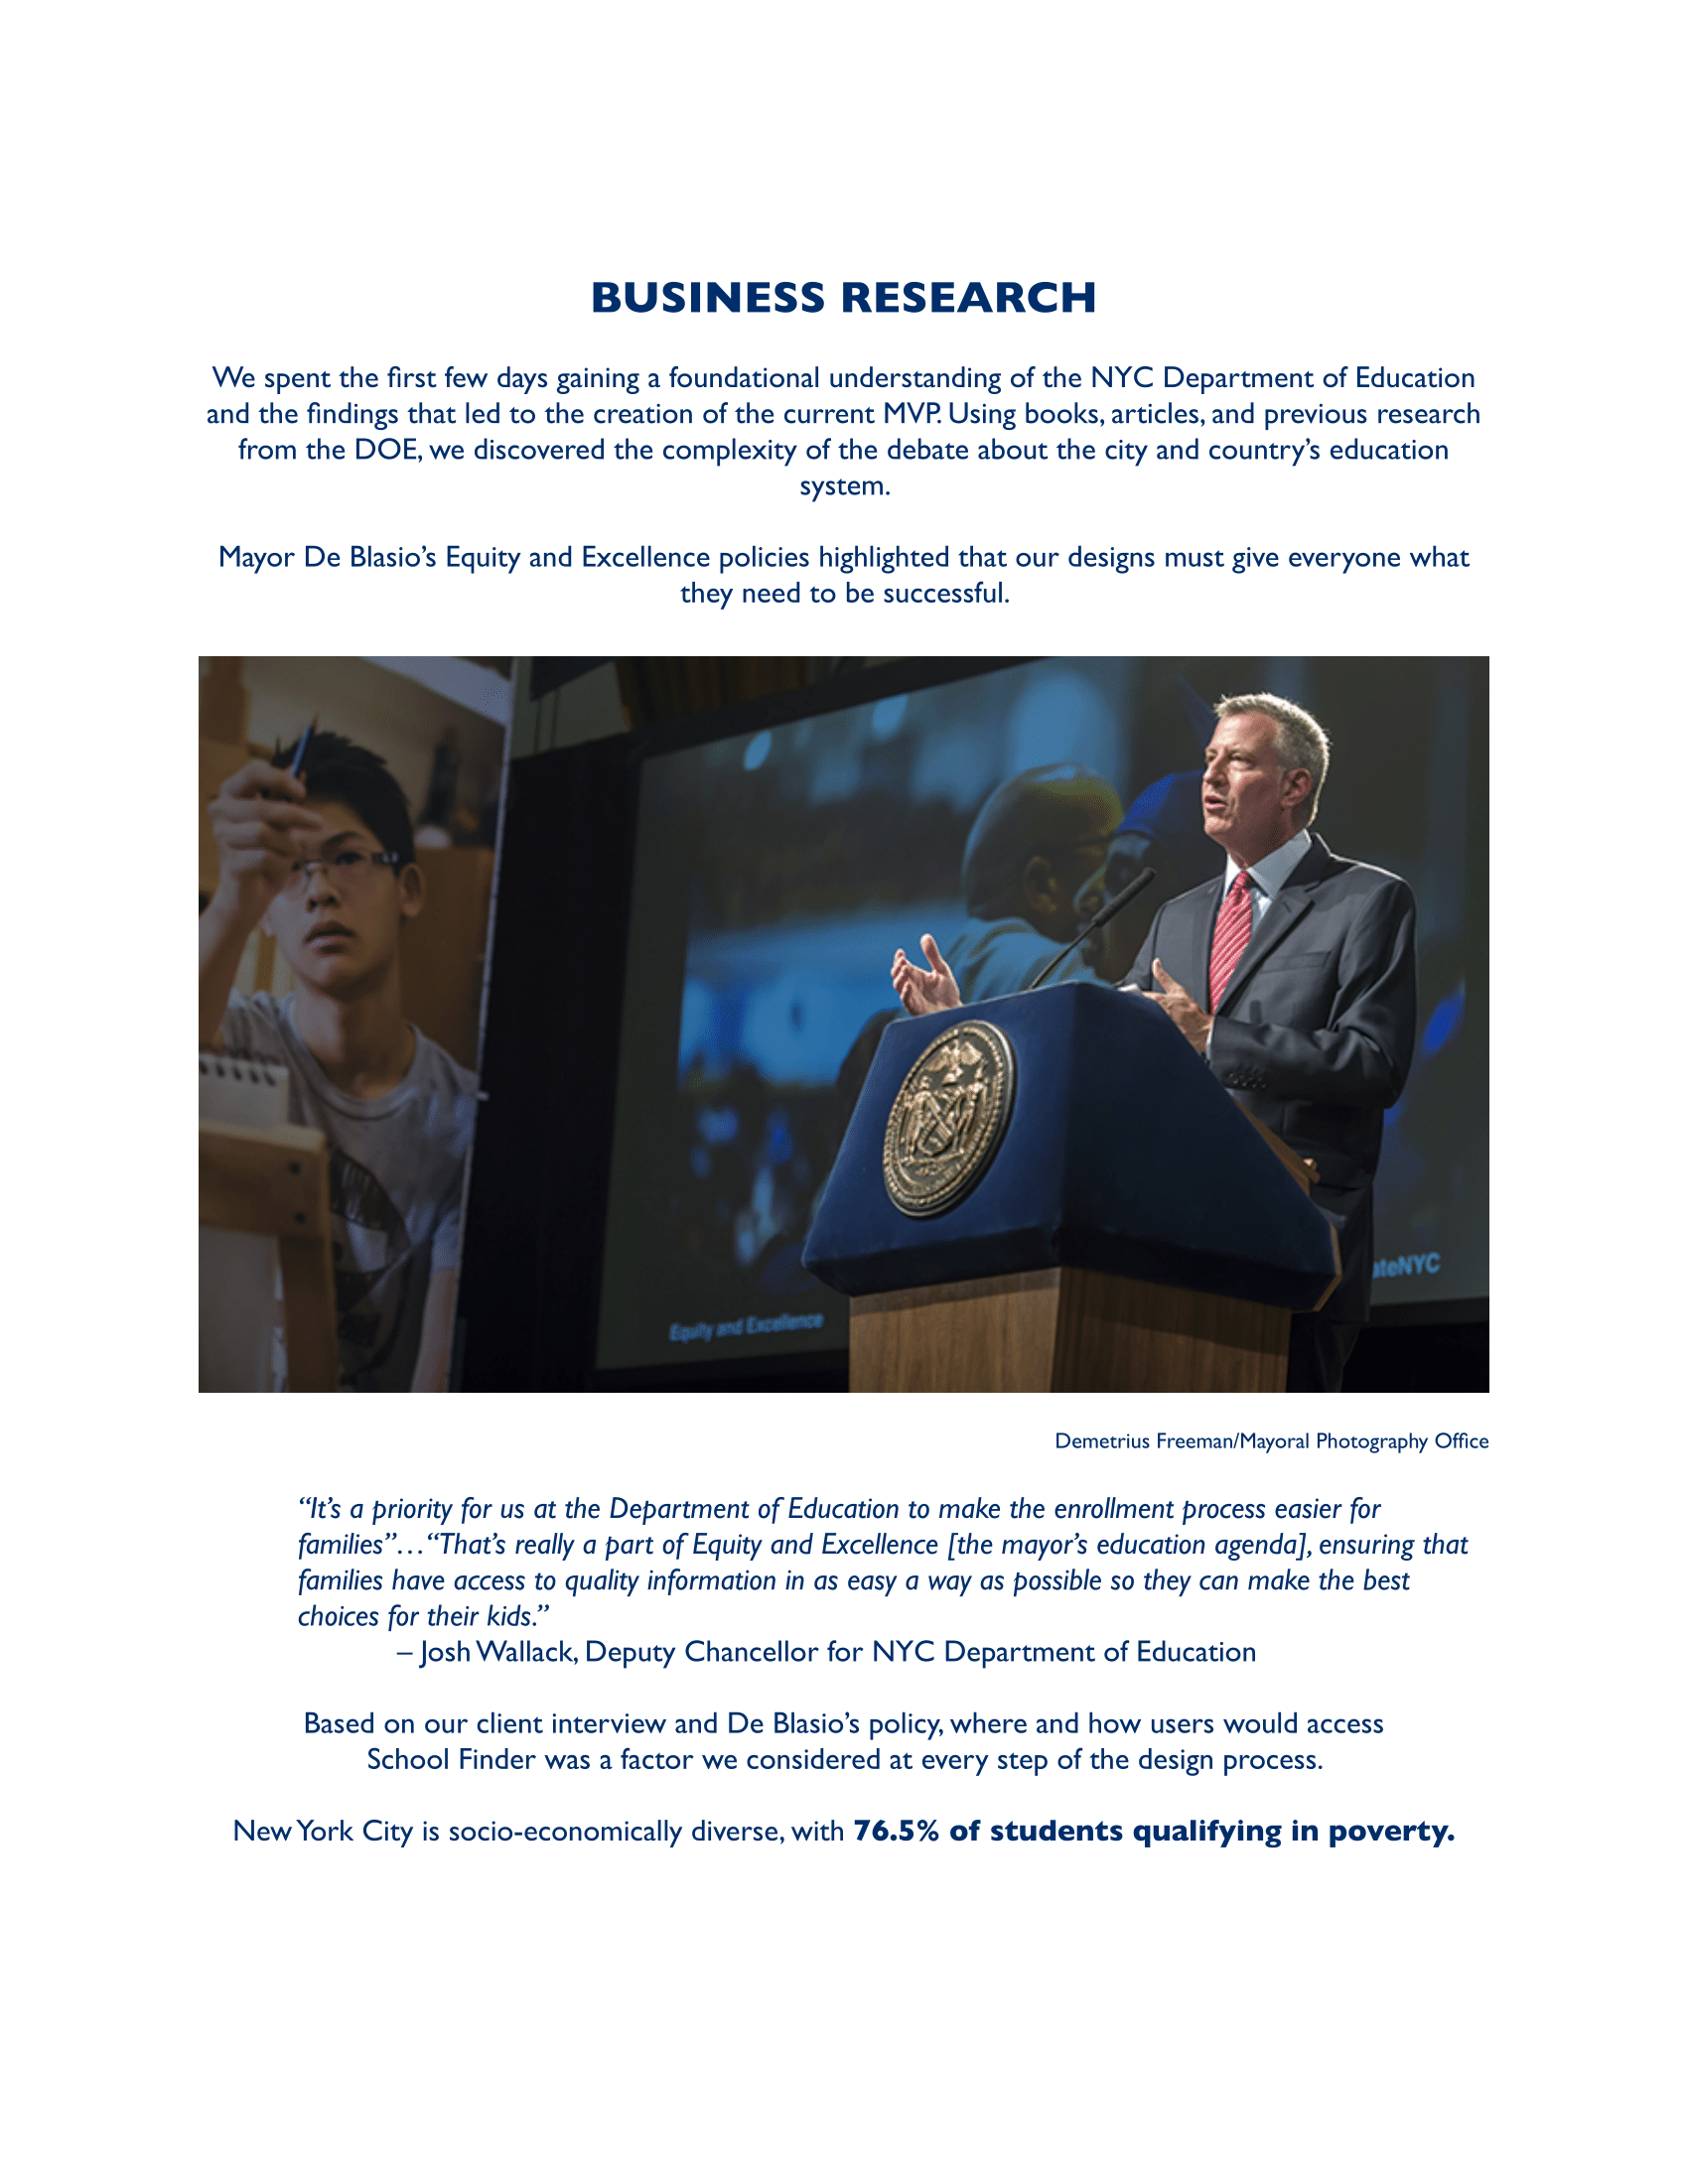 BUSINESS RESEARCH
We spent the first few days gaining a foundational understanding of the NYC Department of Education
and the findings that led to the creation of the current MVP. Using books, articles, and previous research
from the DOE, we discovered the complexity of the debate about the city and country’s education
system.
Mayor De Blasio’s Equity and Excellence policies highlighted that our designs must give everyone what
they need to be successful.
ateNYC
Equity and Excellence
Demetrius Freeman/Mayoral Photography Office
“It’s a priority for us at the Department of Education to make the enrollment process easier for
families”…“That’s really a part of Equity and Excellence [the mayor’s education agenda], ensuring that
families have access to quality information in as easy a way as possible so they can make the best
choices for their kids.”
– Josh Wallack, Deputy Chancellor for NYC Department of Education
Based on our client interview and De Blasio’s policy, where and how users would access
School Finder was a factor we considered at every step of the design process.
New York City is socio-economically diverse, with 76.5% of students qualifying in poverty.